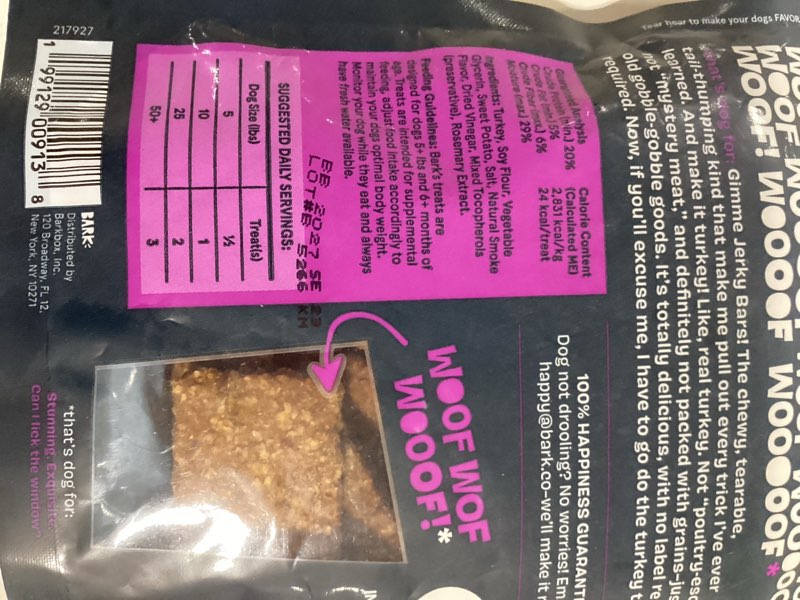 Tear hear to make your dogs FAVOR
WOOF! WOOOOF WOOOOOOF*
*that's dog for: Gimme Jerky Bars! The chewy, tearable,
tail-thumping kind that make me pull out every trick I've ever
learned. And make it turkey! Like, real turkey. Not "poultry-esq
not "mystery meat," and definitely not packed with grains-jus
old gobble-gobble goods. It's totally delicious, with no label re
required. Now, if you'll excuse me, I have to go do the turkey t
100% HAPPINESS GUARANT
Dog not drooling? No worries! Em
happy@bark.co-we'll make it r
Guaranteed Analysis
Crude Protein (min.) 20%
Crude Fat (min.) 5%
Crude Fiber (max.) 6%
Moisture (max.) 29%
Calorie Content
(Calculated ME)
2,831 kcal/kg
24 kcal/treat
Ingredients: Turkey, Soy Flour, Vegetable
Glycerin, Sweet Potato, Salt, Natural Smoke
Flavor, Dried Vinegar, Mixed Tocopherols
(preservative), Rosemary Extract.
Feeding Guidelines: Bark's treats are
designed for dogs 5+ lbs and 6+ months of
age. Treats are intended for supplemental
feeding, adjust food intake accordingly to
maintain your dogs optimal body weight.
Monitor your dog while they eat and always
have fresh water available.
BB 2027 SE 23
LOT#B 5266 KM
SUGGESTED DAILY SERVINGS:
Dog Size (lbs) Treat(s)
5 ½
10 1
25 2
50+ 3
WOOF WOF
WOOOF!*
*that's dog for:
Stunning. Exquisite.
Can I lick the window?
217927
1 99129 00913 8
BARK:
Distributed by
Barkbox, Inc.
120 Broadway, FL 12,
New York, NY 10271